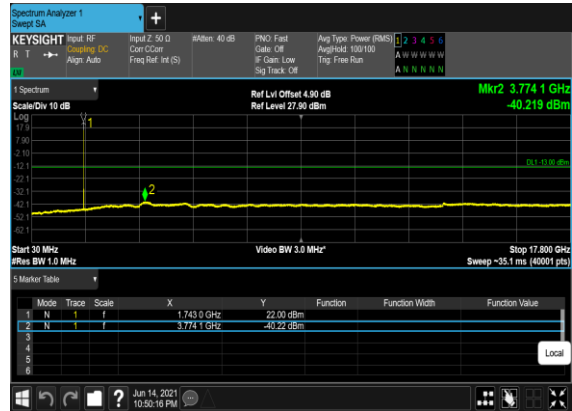 Spectrum Analyzer 1
Swept SA
+
KEYSIGHT Input: RF Input Z: 50 Ω #Atten: 40 dB PNO: Fast Avg Type: Power (RMS) 1 2 3 4 5 6
R T Coupling: DC Corr CCorr Gate: Off Avg|Hold: 100/100 A W W W W W
Align: Auto Freq Ref: Int (S) IF Gain: Low Trig: Free Run
Sig Track: Off A N N N N N
LW
1 Spectrum Ref Lvl Offset 4.90 dB Mkr2 3.774 1 GHz
Scale/Div 10 dB Ref Level 27.90 dBm -40.219 dBm
Log
17.9
7.90
-2.10
-12.1
-22.1
-32.1
-42.1
-52.1
-62.1
1
2
DL1 -13.00 dBm
Start 30 MHz Video BW 3.0 MHz* Stop 17.800 GHz
#Res BW 1.0 MHz Sweep ~35.1 ms (40001 pts)
5 Marker Table
Mode Trace Scale X Y Function Function Width Function Value
1 N 1 f 1.743 0 GHz 22.00 dBm
2 N 1 f 3.774 1 GHz -40.22 dBm
3
4
5
6
Local
? Jun 14, 2021
10:50:16 PM